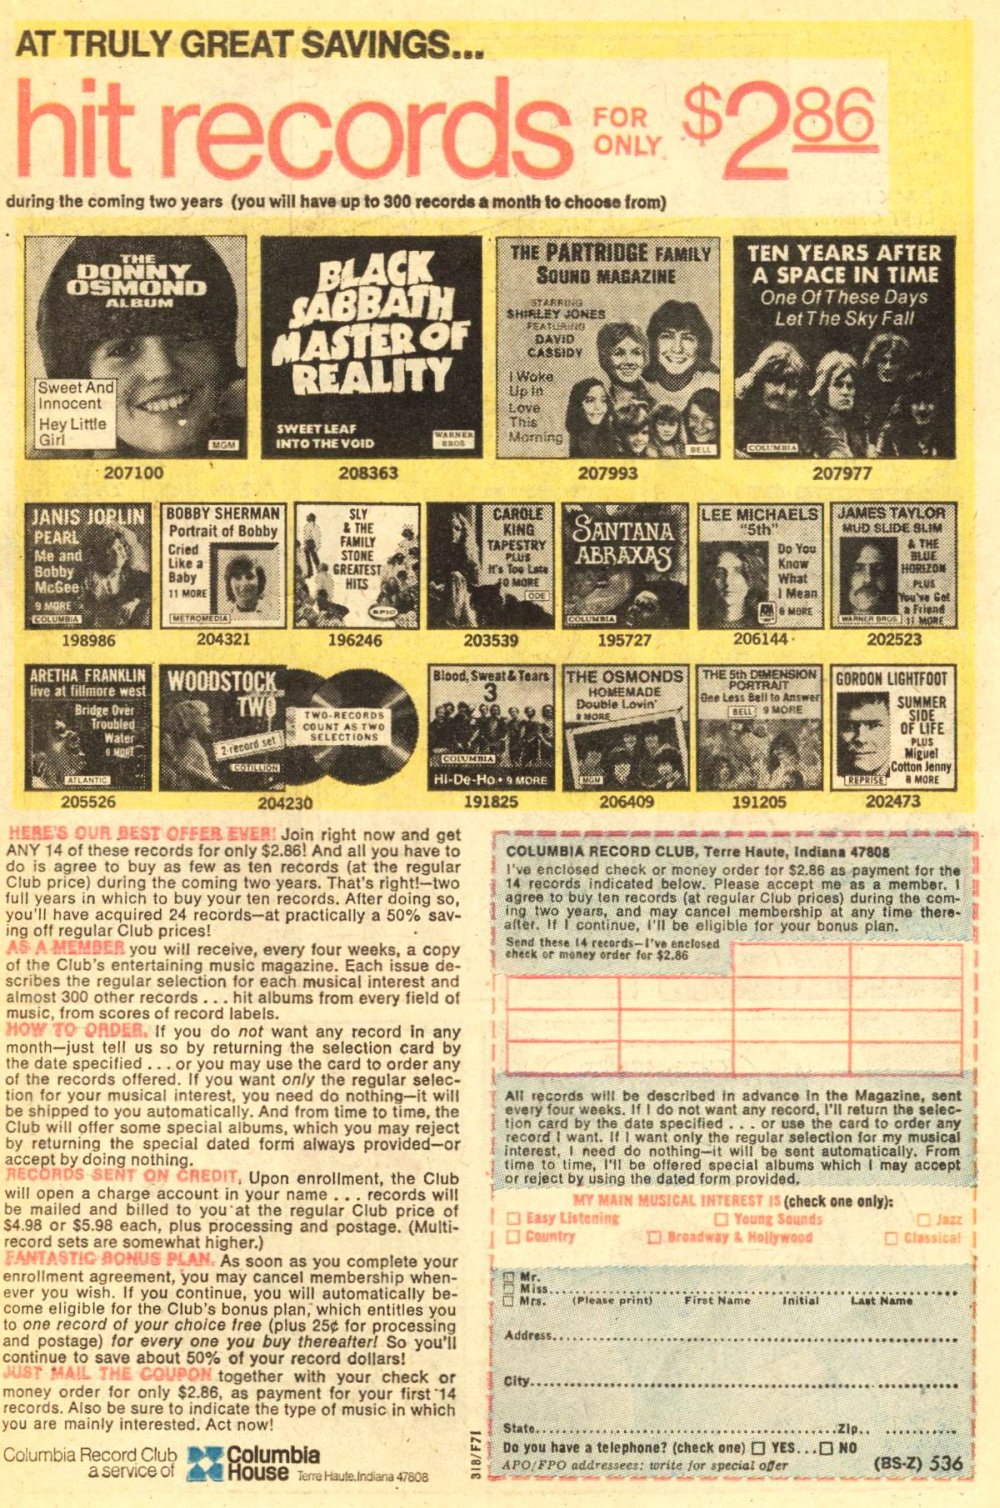 AT TRULY GREAT SAVINGS...
hit records FOR ONLY $2.86
during the coming two years (you will have up to 300 records a month to choose from)
THE
DONNY
OSMOND
ALBUM
Sweet And
Innocent
Hey Little
Girl
MGM
207100
BLACK
SABBATH
MASTER OF
REALITY
SWEET LEAF
INTO THE VOID
WARNER
BROS
208363
THE PARTRIDGE FAMILY
SOUND MAGAZINE
STARRING
SHIRLEY JONES
FEATURING
DAVID
CASSIDY
I Woke
Up In
Love
This
Morning
BELL
207993
TEN YEARS AFTER
A SPACE IN TIME
One Of These Days
Let The Sky Fall
COLUMBIA
207977
JANIS JOPLIN
PEARL
Me and
Bobby
McGee
9 MORE
COLUMBIA
198986
BOBBY SHERMAN
Portrait of Bobby
Cried
Like a
Baby
11 MORE
METROMEDIA
204321
SLY
& THE
FAMILY
STONE
GREATEST
HITS
EPIC
196246
CAROLE
KING
TAPESTRY
PLUS
It's Too Late
10 MORE
ODE
203539
SANTANA
ABRAXAS
COLUMBIA
195727
LEE MICHAELS
"5th"
Do You
Know
What
I Mean
8 MORE
A&M
206144
JAMES TAYLOR
MUD SLIDE SLIM
& THE
BLUE
HORIZON
PLUS
You've Got
a Friend
WARNER BROS 11 MORE
202523
ARETHA FRANKLIN
live at fillmore west
Bridge Over
Troubled
Water
9 MORE
ATLANTIC
205526
WOODSTOCK
TWO
2-record set
COTILLION
TWO-RECORDS
COUNT AS TWO
SELECTIONS
204230
Blood, Sweat & Tears
3
COLUMBIA
Hi-De-Ho • 9 MORE
191825
THE OSMONDS
HOMEMADE
Double Lovin'
9 MORE
MGM
206409
THE 5th DIMENSION
PORTRAIT
One Less Bell to Answer
BELL 9 MORE
191205
GORDON LIGHTFOOT
SUMMER
SIDE
OF LIFE
PLUS
Miguel
Cotton Jenny
REPRISE 8 MORE
202473
HERE'S OUR BEST OFFER EVER! Join right now and get
ANY 14 of these records for only $2.86! And all you have to
do is agree to buy as few as ten records (at the regular
Club price) during the coming two years. That's right!—two
full years in which to buy your ten records. After doing so,
you'll have acquired 24 records—at practically a 50% sav-
ing off regular Club prices!
AS A MEMBER you will receive, every four weeks, a copy
of the Club's entertaining music magazine. Each issue de-
scribes the regular selection for each musical interest and
almost 300 other records . . . hit albums from every field of
music, from scores of record labels.
HOW TO ORDER. If you do not want any record in any
month—just tell us so by returning the selection card by
the date specified . . . or you may use the card to order any
of the records offered. If you want only the regular selec-
tion for your musical interest, you need do nothing—it will
be shipped to you automatically. And from time to time, the
Club will offer some special albums, which you may reject
by returning the special dated form always provided—or
accept by doing nothing.
RECORDS SENT ON CREDIT. Upon enrollment, the Club
will open a charge account in your name . . . records will
be mailed and billed to you at the regular Club price of
$4.98 or $5.98 each, plus processing and postage. (Multi-
record sets are somewhat higher.)
FANTASTIC BONUS PLAN. As soon as you complete your
enrollment agreement, you may cancel membership when-
ever you wish. If you continue, you will automatically be-
come eligible for the Club's bonus plan, which entitles you
to one record of your choice free (plus 25¢ for processing
and postage) for every one you buy thereafter! So you'll
continue to save about 50% of your record dollars!
JUST MAIL THE COUPON together with your check or
money order for only $2.86, as payment for your first 14
records. Also be sure to indicate the type of music in which
you are mainly interested. Act now!
Columbia Record Club
a service of
Columbia
House Terre Haute, Indiana 47808
COLUMBIA RECORD CLUB, Terre Haute, Indiana 47808
I've enclosed check or money order for $2.86 as payment for the
14 records indicated below. Please accept me as a member. I
agree to buy ten records (at regular Club prices) during the com-
ing two years, and may cancel membership at any time there-
after. If I continue, I'll be eligible for your bonus plan.
Send these 14 records—I've enclosed
check or money order for $2.86
All records will be described in advance in the Magazine, sent
every four weeks. If I do not want any record, I'll return the selec-
tion card by the date specified . . . or use the card to order any
record I want. If I want only the regular selection for my musical
interest, I need do nothing—it will be sent automatically. From
time to time, I'll be offered special albums which I may accept
or reject by using the dated form provided.
MY MAIN MUSICAL INTEREST IS (check one only):
Easy Listening Young Sounds Jazz
Country Broadway & Hollywood Classical
Mr.
Miss
Mrs. (Please print) First Name Initial Last Name
Address
City
State Zip
Do you have a telephone? (check one) YES... NO
APO/FPO addressees: write for special offer (BS-Z) 536
318/F71